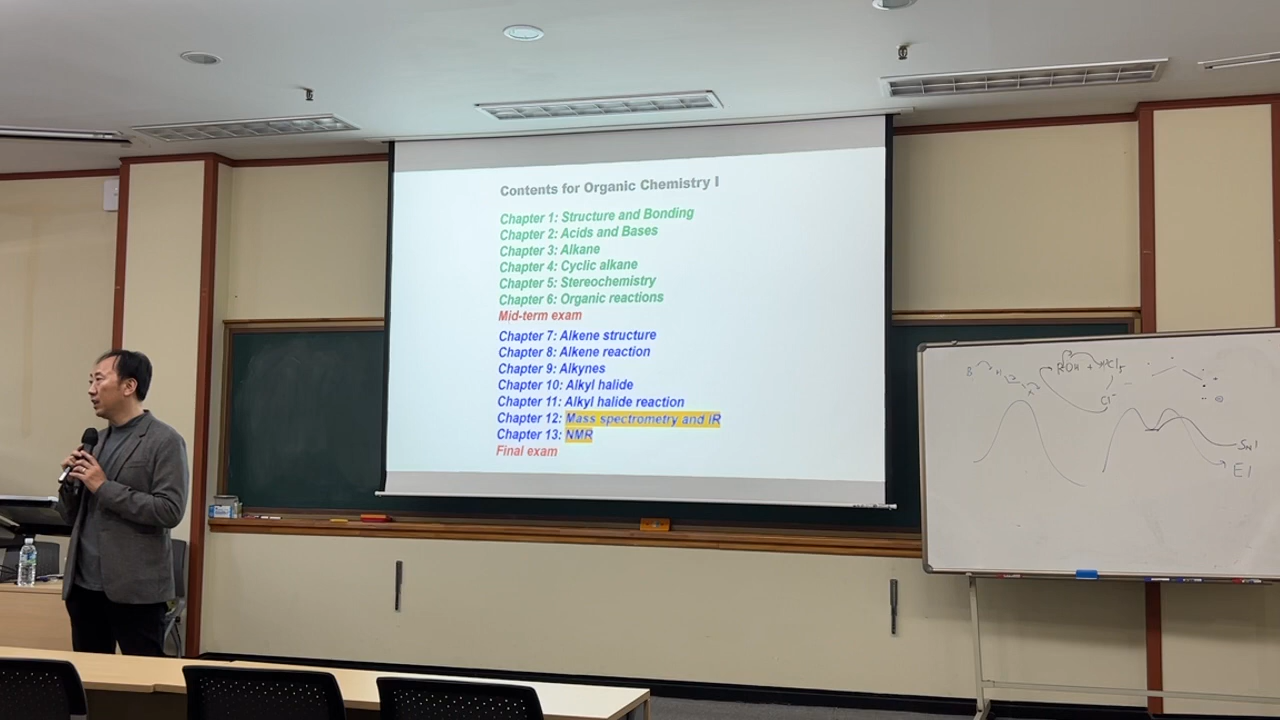 Contents for Organic Chemistry I
Chapter 1: Structure and Bonding
Chapter 2: Acids and Bases
Chapter 3: Alkane
Chapter 4: Cyclic alkane
Chapter 5: Stereochemistry
Chapter 6: Organic reactions
Mid-term exam
Chapter 7: Alkene structure
Chapter 8: Alkene reaction
Chapter 9: Alkynes
Chapter 10: Alkyl halide
Chapter 11: Alkyl halide reaction
Chapter 12: Mass spectrometry and IR
Chapter 13: NMR
Final exam
B H
Cl⁻
SN1
E1